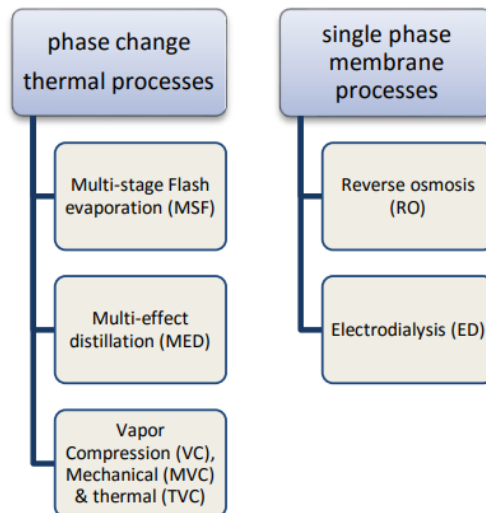 phase change
thermal processes
Multi-stage Flash
evaporation (MSF)
Multi-effect
distillation (MED)
Vapor
Compression (VC),
Mechanical (MVC)
& thermal (TVC)
single phase
membrane
processes
Reverse osmosis
(RO)
Electrodialysis (ED)